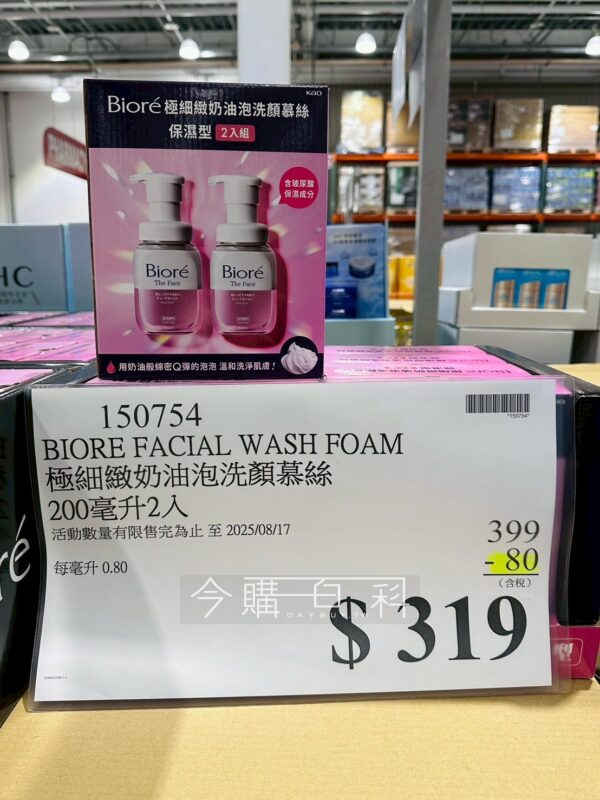 Kao
Bioré 極細緻奶油泡洗顏慕絲
保濕型 2入組
含玻尿酸
保濕成分
Bioré
The Face
Bioré
The Face
用奶油般綿密Q彈的泡泡 溫和洗淨肌膚！
HC
150754
*150754*
BIORE FACIAL WASH FOAM
極細緻奶油泡洗顏慕絲
200毫升2入
活動數量有限售完為止 至 2025/08/17
399
- 80
(含稅)
每毫升 0.80
$ 319
今購百科
DAYBUY